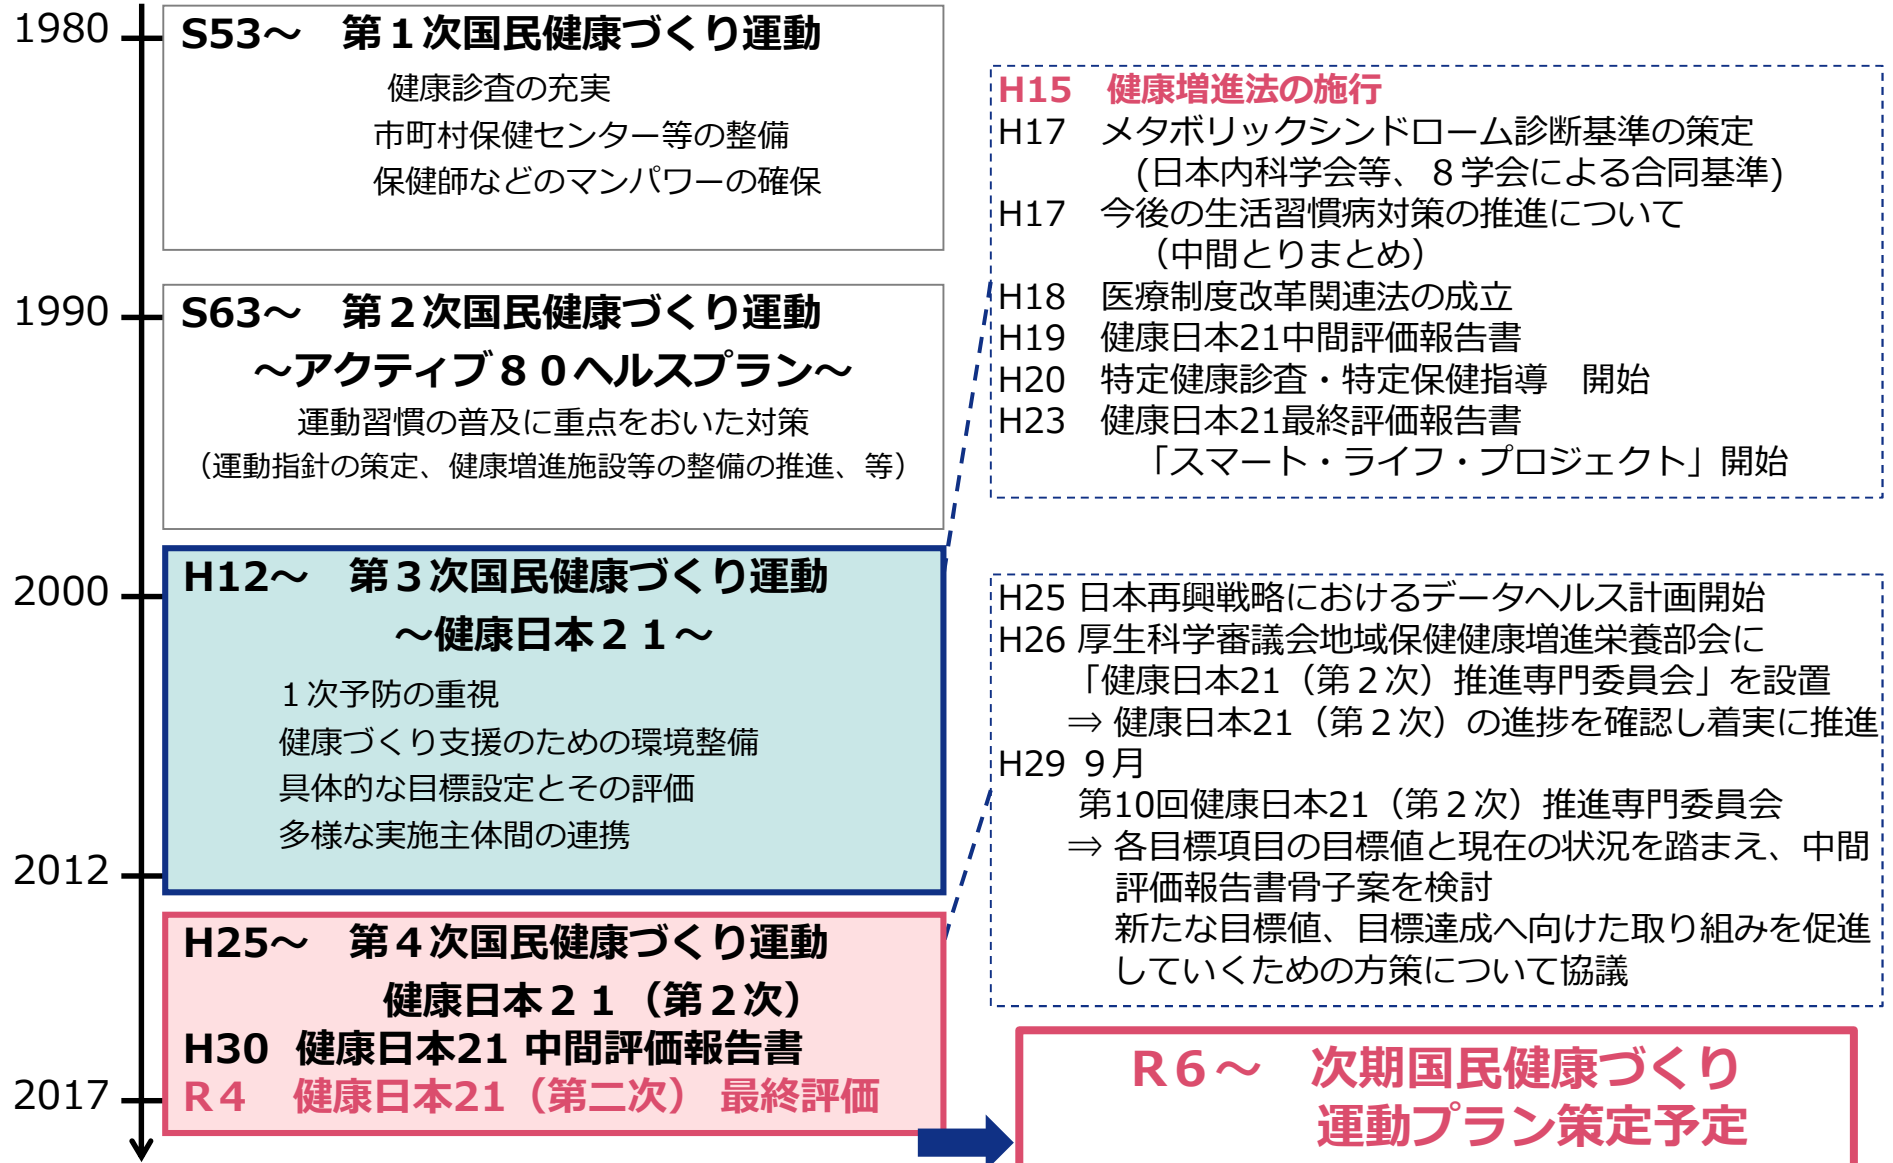 1980
S53～　第１次国民健康づくり運動
健康診査の充実
市町村保健センター等の整備
保健師などのマンパワーの確保
1990
S63～　第２次国民健康づくり運動
～アクティブ８０ヘルスプラン～
運動習慣の普及に重点をおいた対策
（運動指針の策定、健康増進施設等の整備の推進、等）
2000
H12～　第３次国民健康づくり運動
～健康日本２１～
１次予防の重視
健康づくり支援のための環境整備
具体的な目標設定とその評価
多様な実施主体間の連携
2012
H25～　第４次国民健康づくり運動
健康日本２１（第２次）
H30 健康日本21 中間評価報告書
2017
R４　健康日本21（第二次） 最終評価
H15　健康増進法の施行
H17　メタボリックシンドローム診断基準の策定
(日本内科学会等、８学会による合同基準)
H17　今後の生活習慣病対策の推進について
（中間とりまとめ）
H18　医療制度改革関連法の成立
H19　健康日本21中間評価報告書
H20　特定健康診査・特定保健指導　開始
H23　健康日本21最終評価報告書
「スマート・ライフ・プロジェクト」開始
H25 日本再興戦略におけるデータヘルス計画開始
H26 厚生科学審議会地域保健健康増進栄養部会に
「健康日本21（第２次）推進専門委員会」を設置
⇒ 健康日本21（第２次）の進捗を確認し着実に推進
H29 ９月
第10回健康日本21（第２次）推進専門委員会
⇒ 各目標項目の目標値と現在の状況を踏まえ、中間
評価報告書骨子案を検討
新たな目標値、目標達成へ向けた取り組みを促進
していくための方策について協議
R６～　次期国民健康づくり
運動プラン策定予定